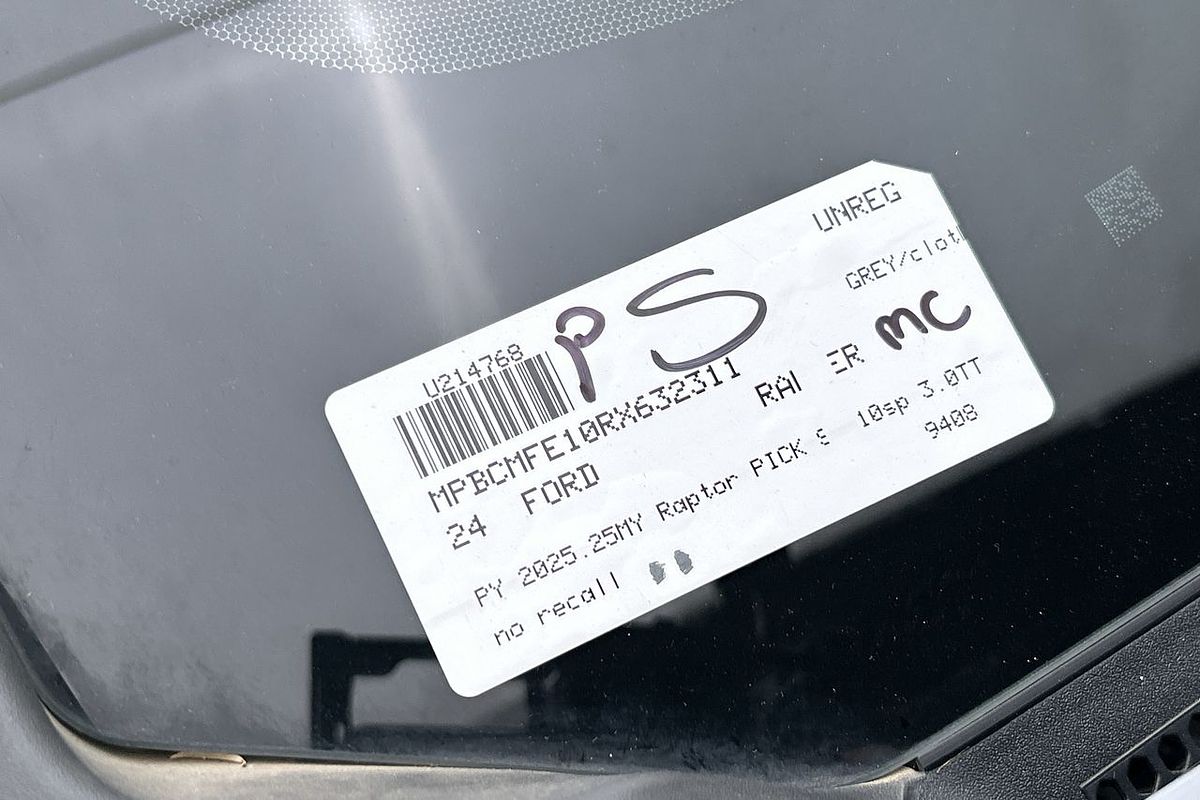 UNREG
GREY/clot
U214768 PS
MPBCMFE10RX632311
24 FORD RAI ER MC
PY 2025.25MY Raptor PICK 10sp 3.0TT
no recall 9408